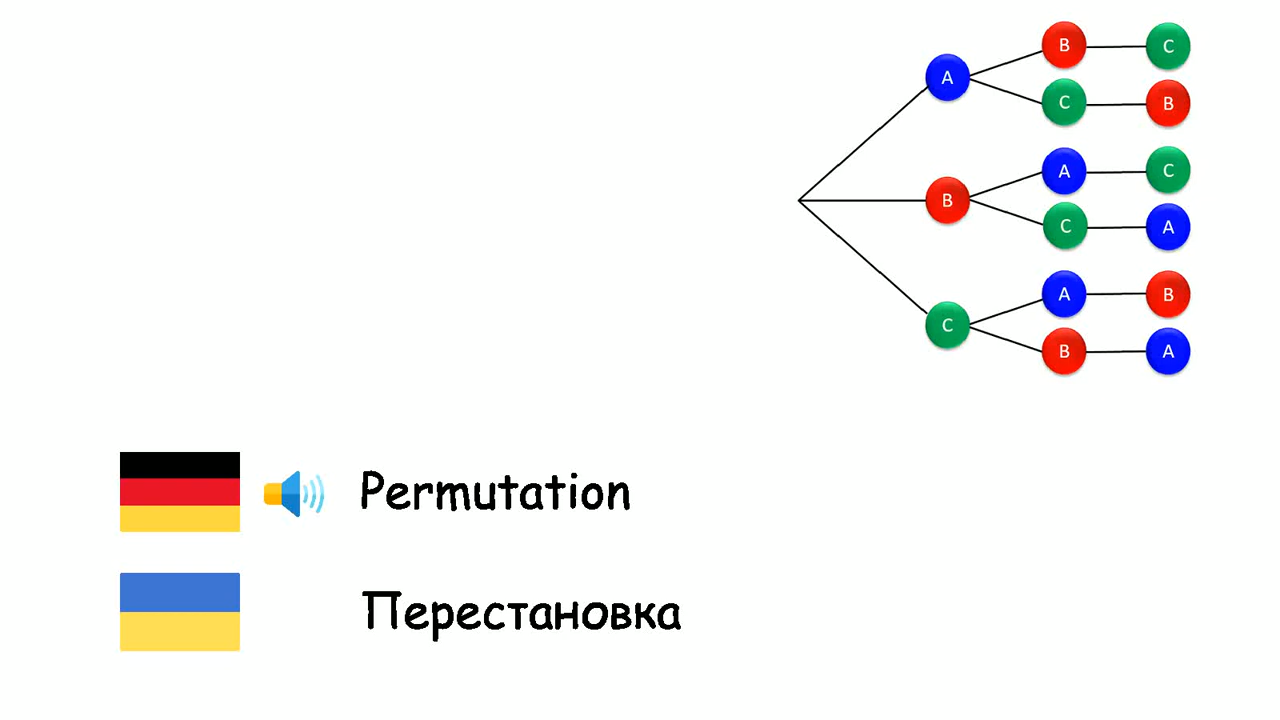 B C
A
C B
A C
B
C A
A B
C
B A
Permutation
Перестановка